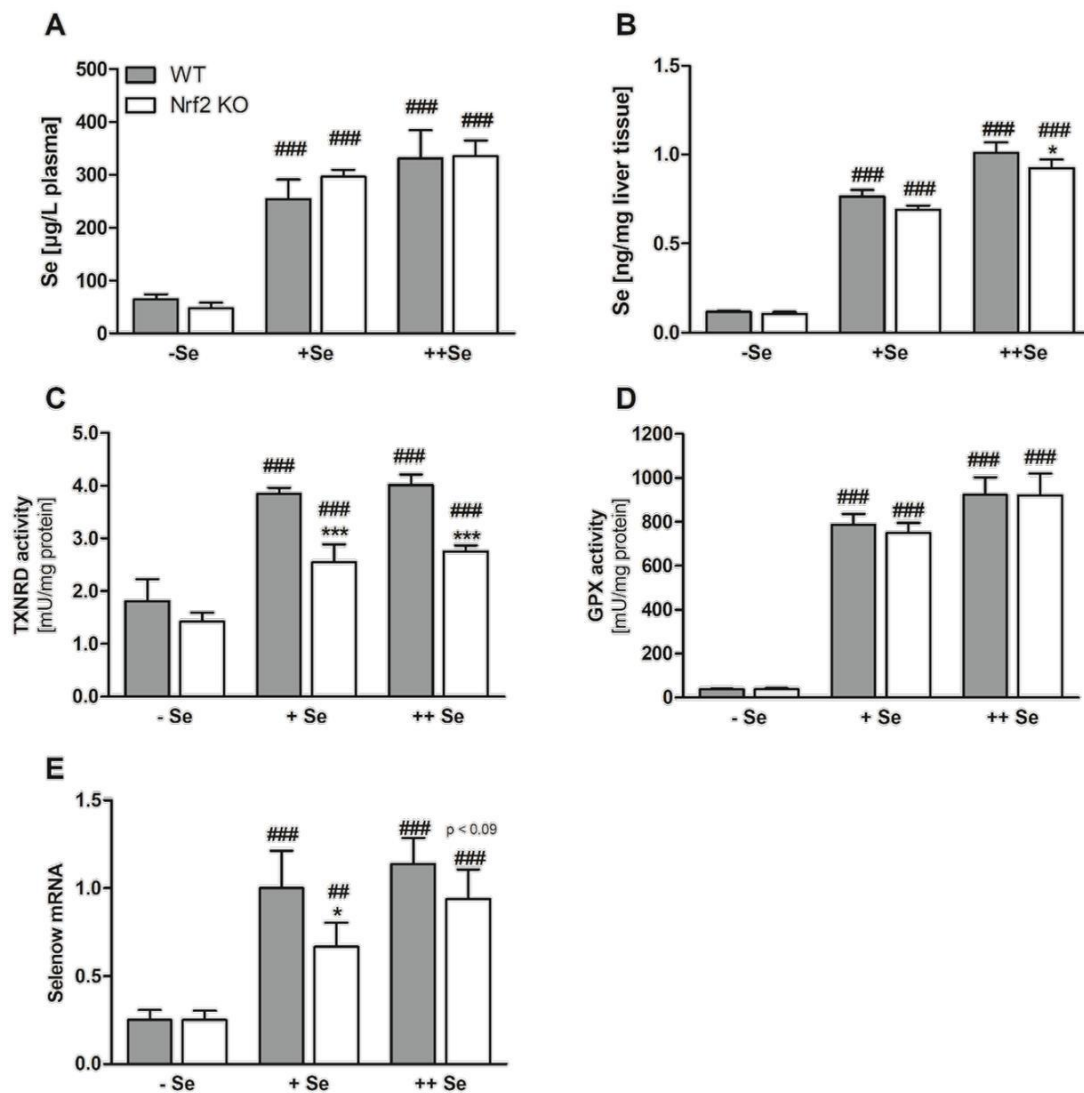 A
Se [µg/L plasma]
500
400
300
200
100
0
WT
Nrf2 KO
###
###
###
###
-Se
+Se
++Se
B
Se [ng/mg liver tissue]
1.5
1.0
0.5
0.0
###
###
###
###
*
-Se
+Se
++Se
C
TXNRD activity
[mU/mg protein]
5.0
4.0
3.0
2.0
1.0
0.0
###
###
***
###
###
***
- Se
+ Se
++ Se
D
GPX activity
[mU/mg protein]
1200
1000
800
600
400
200
0
###
###
###
###
- Se
+ Se
++ Se
E
Selenow mRNA
1.5
1.0
0.5
0.0
###
##
*
###
p < 0.09
###
- Se
+ Se
++ Se